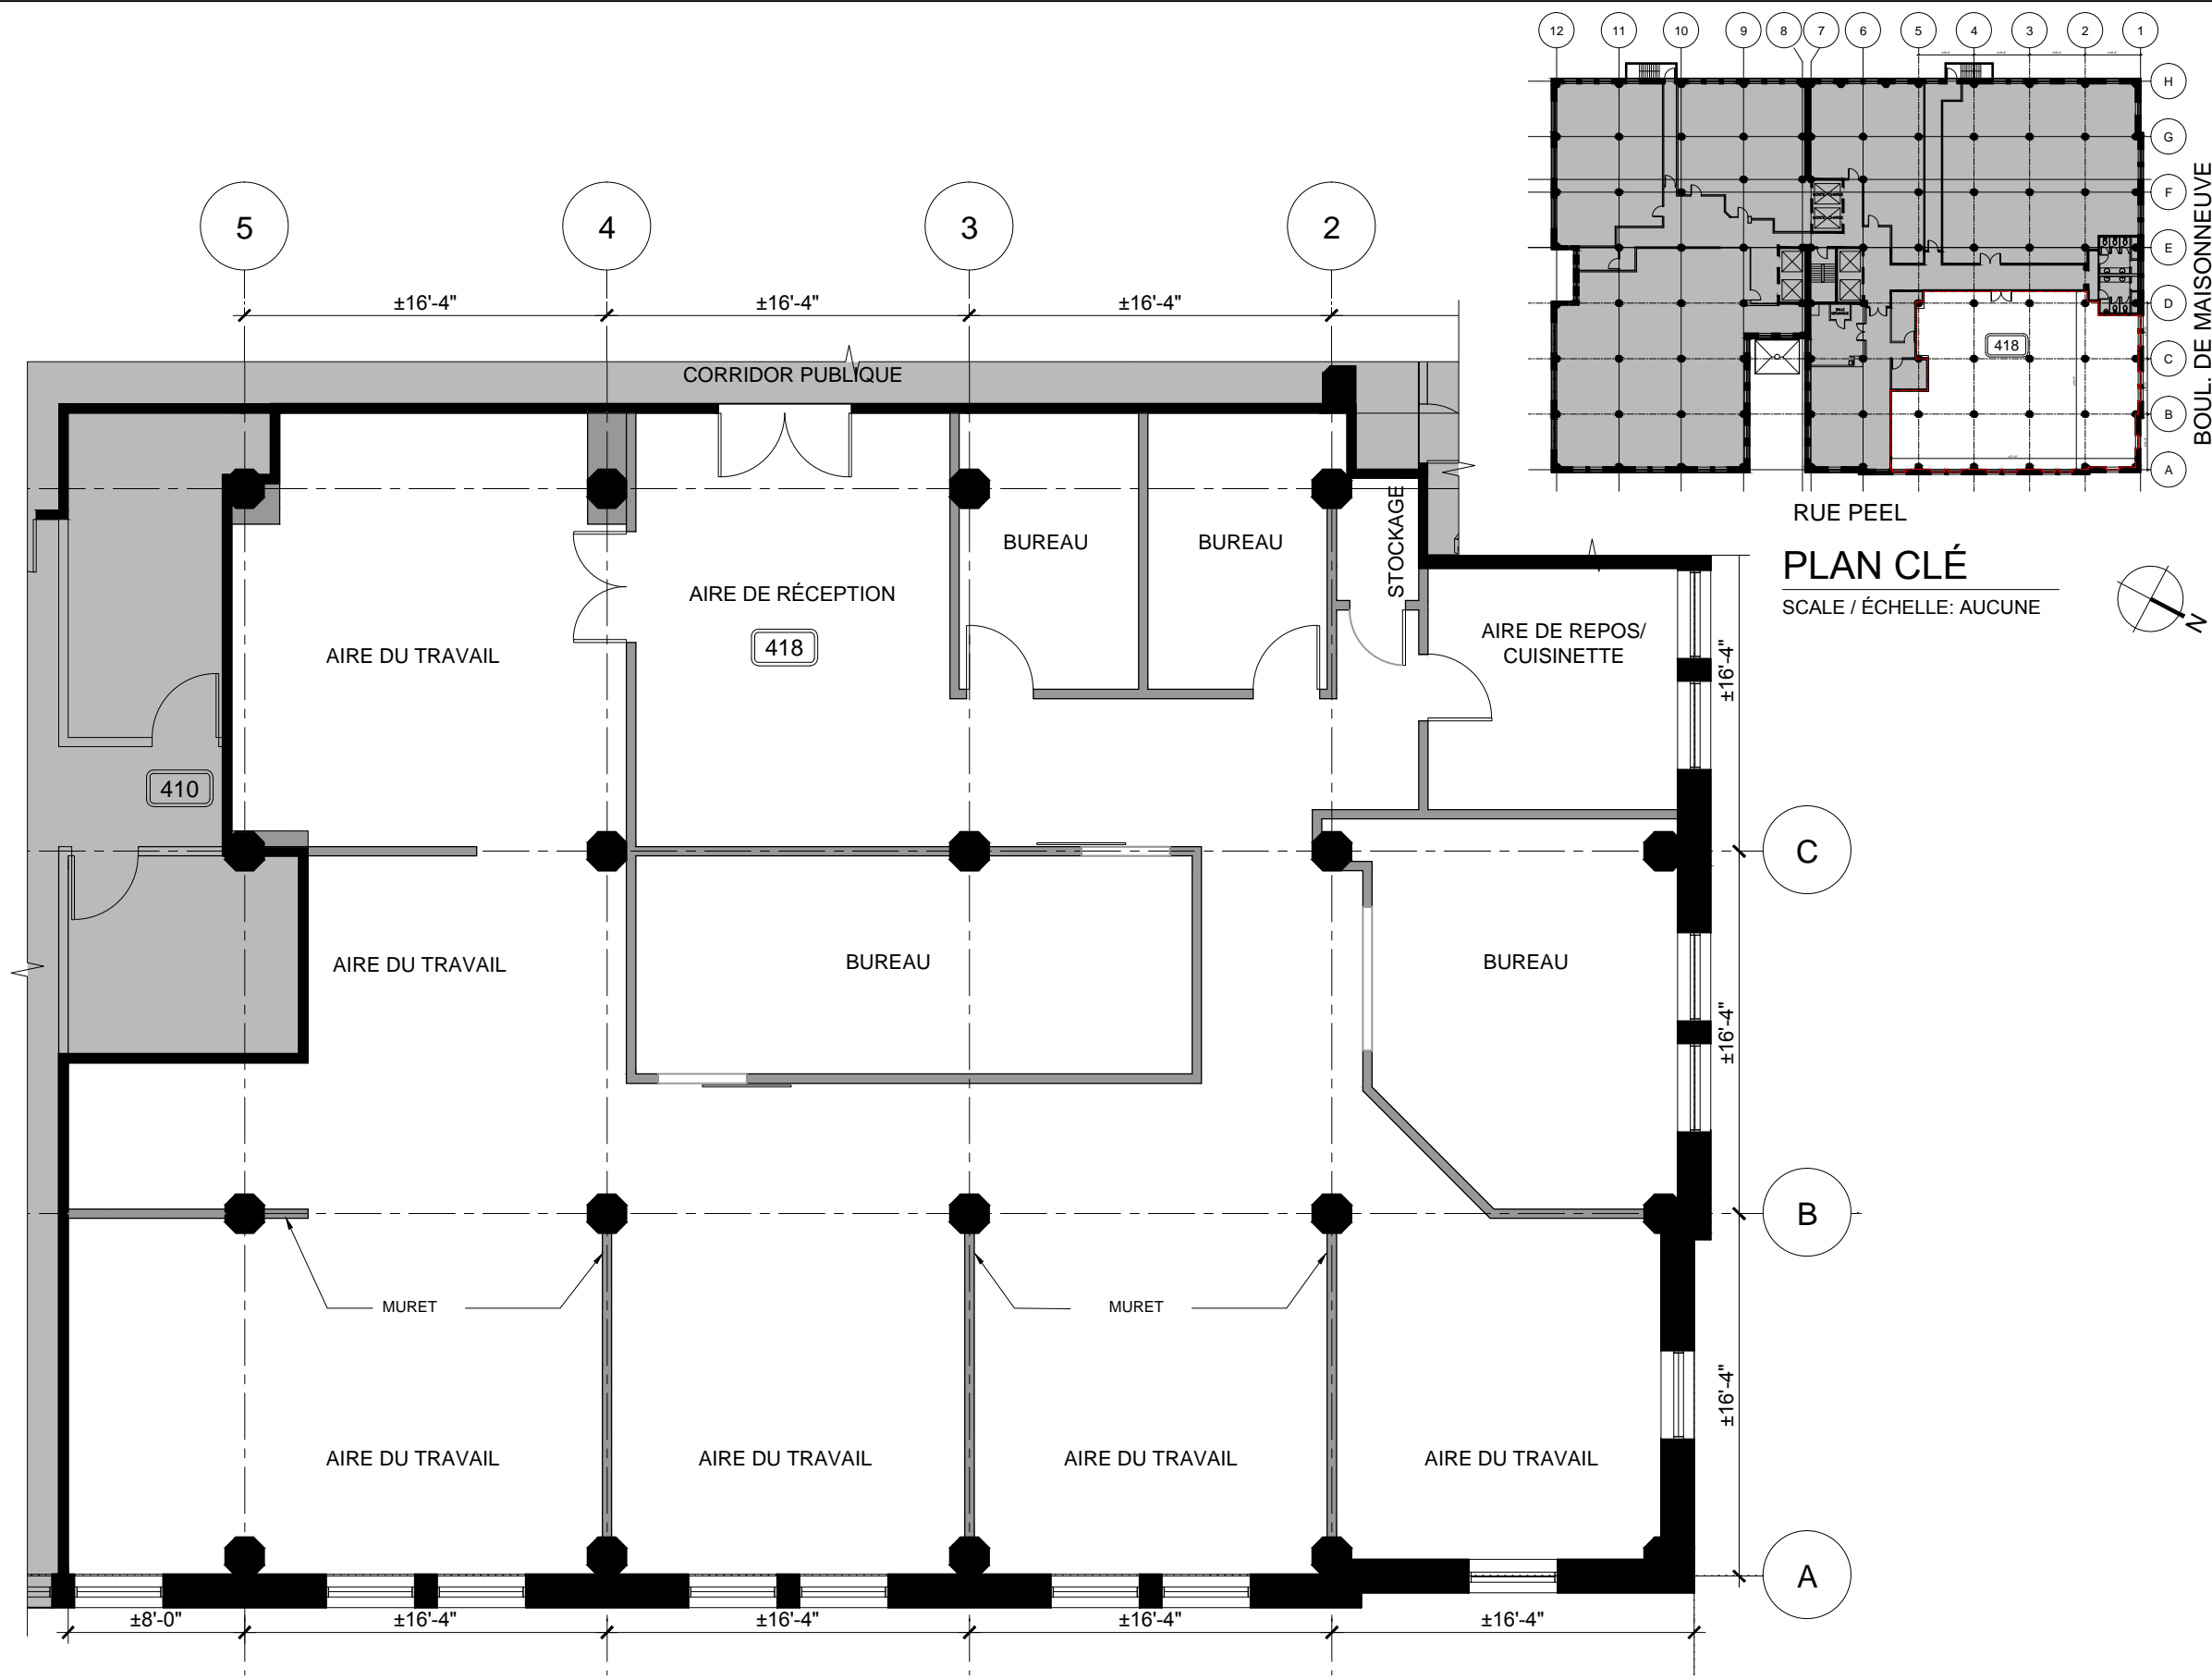 12 11 10 9 8 7 6 5 4 3 2 1
H
G
F
E
D
C
B
A
418
BOUL. DE MAISONNEUVE
RUE PEEL
PLAN CLÉ
SCALE / ÉCHELLE: AUCUNE
N
5 4 3 2
±16'-4" ±16'-4" ±16'-4"
CORRIDOR PUBLIQUE
BUREAU
BUREAU
STOCKAGE
AIRE DE RÉCEPTION
418
AIRE DU TRAVAIL
AIRE DE REPOS/
CUISINETTE
±16'-4"
410
C
AIRE DU TRAVAIL
BUREAU
BUREAU
±16'-4"
B
MURET
MURET
±16'-4"
AIRE DU TRAVAIL
AIRE DU TRAVAIL
AIRE DU TRAVAIL
AIRE DU TRAVAIL
A
±8'-0" ±16'-4" ±16'-4" ±16'-4" ±16'-4"